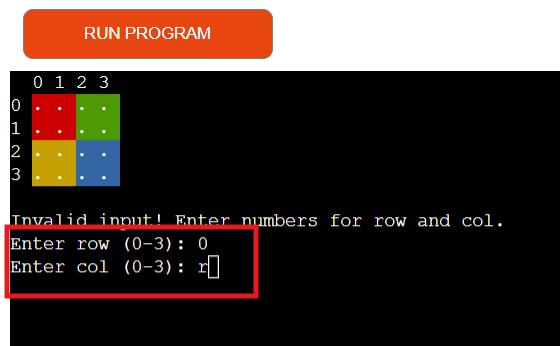 RUN PROGRAM
0 1 2 3
0 . . . .
1 . . . .
2 . . . .
3 . . . .
Invalid input! Enter numbers for row and col.
Enter row (0-3): 0
Enter col (0-3): r